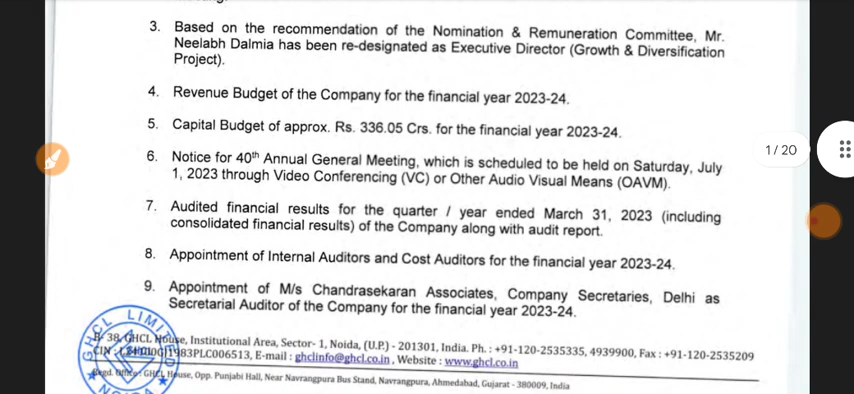 3. Based on the recommendation of the Nomination & Remuneration Committee, Mr.
Neelabh Dalmia has been re-designated as Executive Director (Growth & Diversification
Project).
4. Revenue Budget of the Company for the financial year 2023-24.
5. Capital Budget of approx. Rs. 336.05 Crs. for the financial year 2023-24.
6. Notice for 40th Annual General Meeting, which is scheduled to be held on Saturday, July
1, 2023 through Video Conferencing (VC) or Other Audio Visual Means (OAVM).
7. Audited financial results for the quarter / year ended March 31, 2023 (including
consolidated financial results) of the Company along with audit report.
8. Appointment of Internal Auditors and Cost Auditors for the financial year 2023-24.
9. Appointment of M/s Chandrasekaran Associates, Company Secretaries, Delhi as
Secretarial Auditor of the Company for the financial year 2023-24.
1 / 20
GHCL LIMITED
B- 38, GHCL House, Institutional Area, Sector- 1, Noida, (U.P.) - 201301, India. Ph. : +91-120-2535335, 4939900, Fax : +91-120-2535209
CIN : 1983PLC006513, E-mail : ghclinfo@ghcl.co.in , Website : www.ghcl.co.in
Regd. Office : GHCL House, Opp. Punjabi Hall, Near Navrangpura Bus Stand, Navrangpura, Ahmedabad, Gujarat - 380009, India